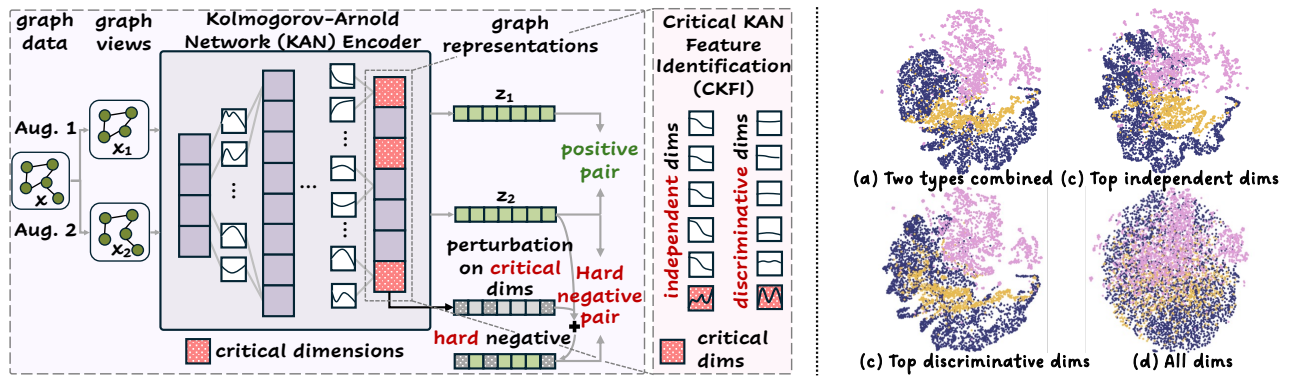 graph
data
graph
views
Kolmogorov-Arnold
Network (KAN) Encoder
graph
representations
Critical KAN
Feature
Identification
(CKFI)
Aug. 1
x
Aug. 2
x₁
x₂
...
...
...
...
...
z₁
positive
pair
z₂
perturbation
on critical
dims
Hard
negative
pair
+
hard negative
critical dimensions
independent dims
discriminative dims
critical
dims
(a) Two types combined
(c) Top independent dims
(c) Top discriminative dims
(d) All dims